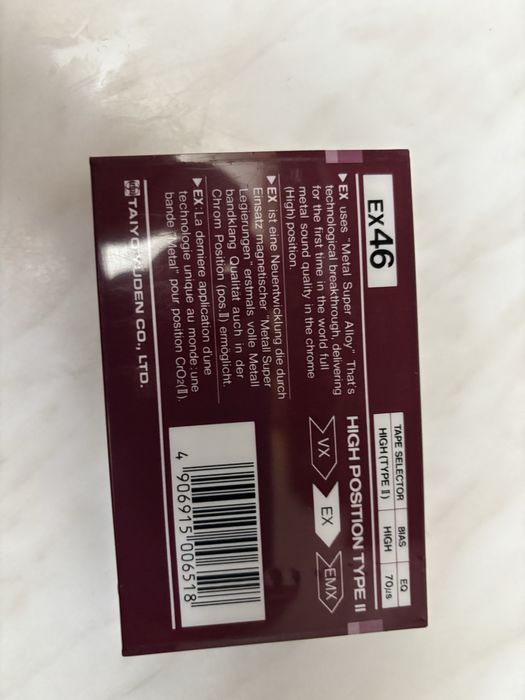 EX46
TAPE SELECTOR BIAS EQ
HIGH (TYPE II) HIGH 70μs
▶EX uses "Metal Super Alloy" That's
technological breakthrough, delivering
for the first time in the world full
metal sound quality in the chrome
(High) position.
HIGH POSITION TYPE II
VX EX EMX
▶EX ist eine Neuentwicklung die durch
Einsatz magnetischer "Metall Super
Legierungen" erstmals volle Metall
bandklang Qualität auch in der
Chrom Position (pos.II) ermöglicht.
▶EX: La dernière application d'une
technologie unique au monde: une
bande "Metal" pour position CrO2(II).
TAIYO YUDEN CO., LTD.
4 906915 006518